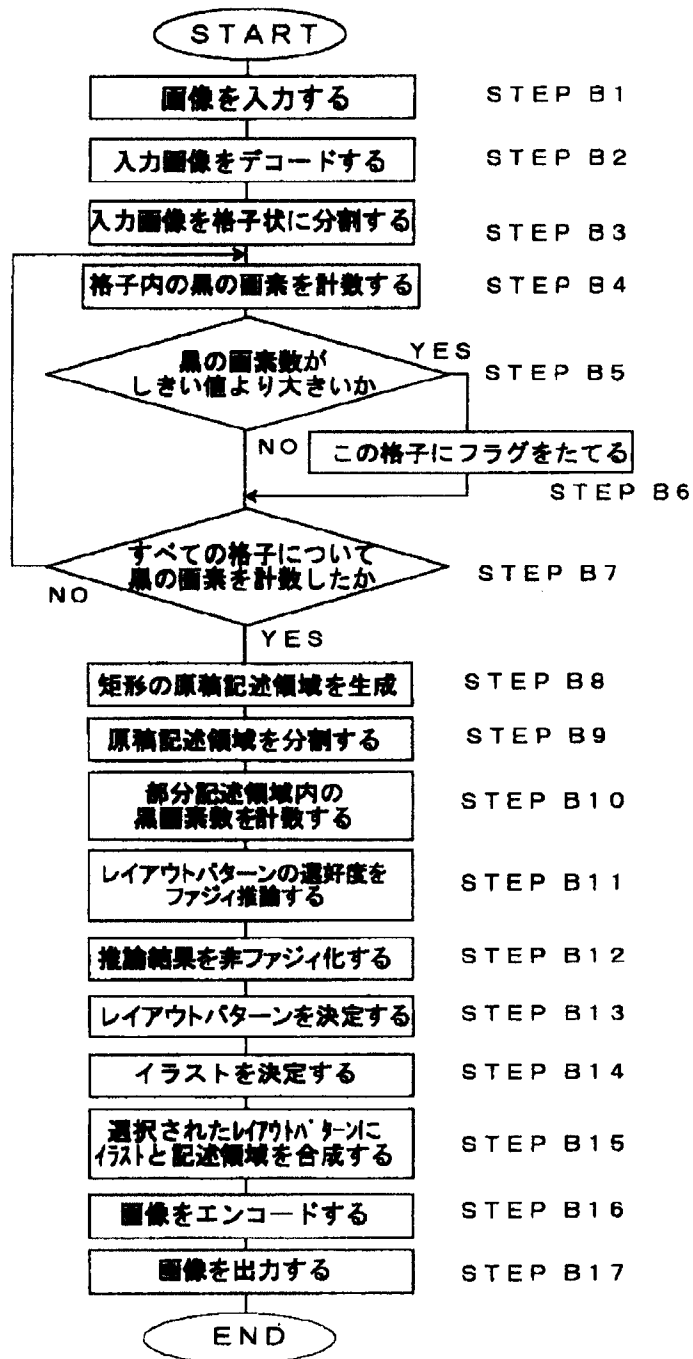 START
画像を入力する
STEP B1
入力画像をデコードする
STEP B2
入力画像を格子状に分割する
STEP B3
格子内の黒の画素を計数する
STEP B4
黒の画素数が
しきい値より大きいか
YES
STEP B5
NO
この格子にフラグをたてる
STEP B6
すべての格子について
黒の画素を計数したか
NO
STEP B7
YES
矩形の原稿記述領域を生成
STEP B8
原稿記述領域を分割する
STEP B9
部分記述領域内の
黒画素数を計数する
STEP B10
レイアウトパターンの選好度を
ファジィ推論する
STEP B11
推論結果を非ファジィ化する
STEP B12
レイアウトパターンを決定する
STEP B13
イラストを決定する
STEP B14
選択されたレイアウトパターンに
イラストと記述領域を合成する
STEP B15
画像をエンコードする
STEP B16
画像を出力する
STEP B17
END